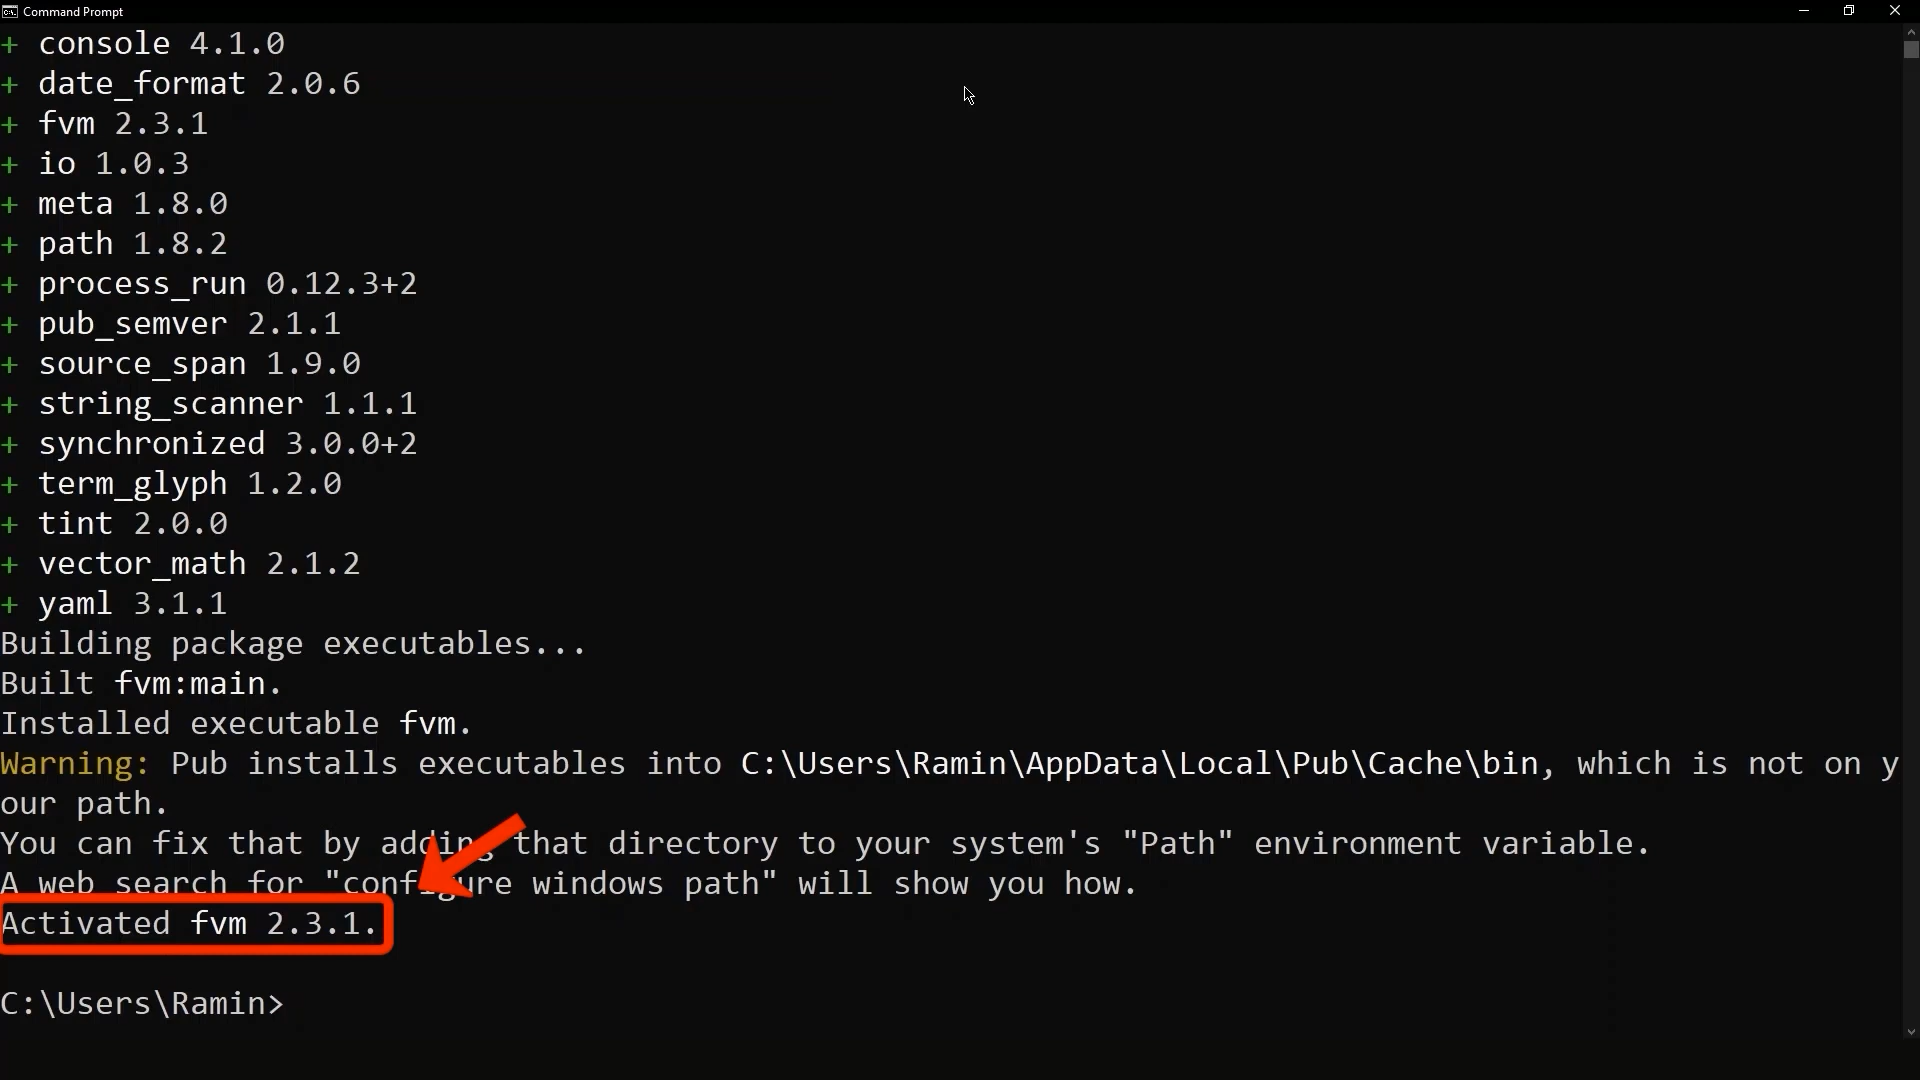 Command Prompt
+ console 4.1.0
+ date_format 2.0.6
+ fvm 2.3.1
+ io 1.0.3
+ meta 1.8.0
+ path 1.8.2
+ process_run 0.12.3+2
+ pub_semver 2.1.1
+ source_span 1.9.0
+ string_scanner 1.1.1
+ synchronized 3.0.0+2
+ term_glyph 1.2.0
+ tint 2.0.0
+ vector_math 2.1.2
+ yaml 3.1.1
Building package executables...
Built fvm:main.
Installed executable fvm.
Warning: Pub installs executables into C:\Users\Ramin\AppData\Local\Pub\Cache\bin, which is not on y
our path.
You can fix that by adding that directory to your system's "Path" environment variable.
A web search for "configure windows path" will show you how.
Activated fvm 2.3.1.
C:\Users\Ramin>